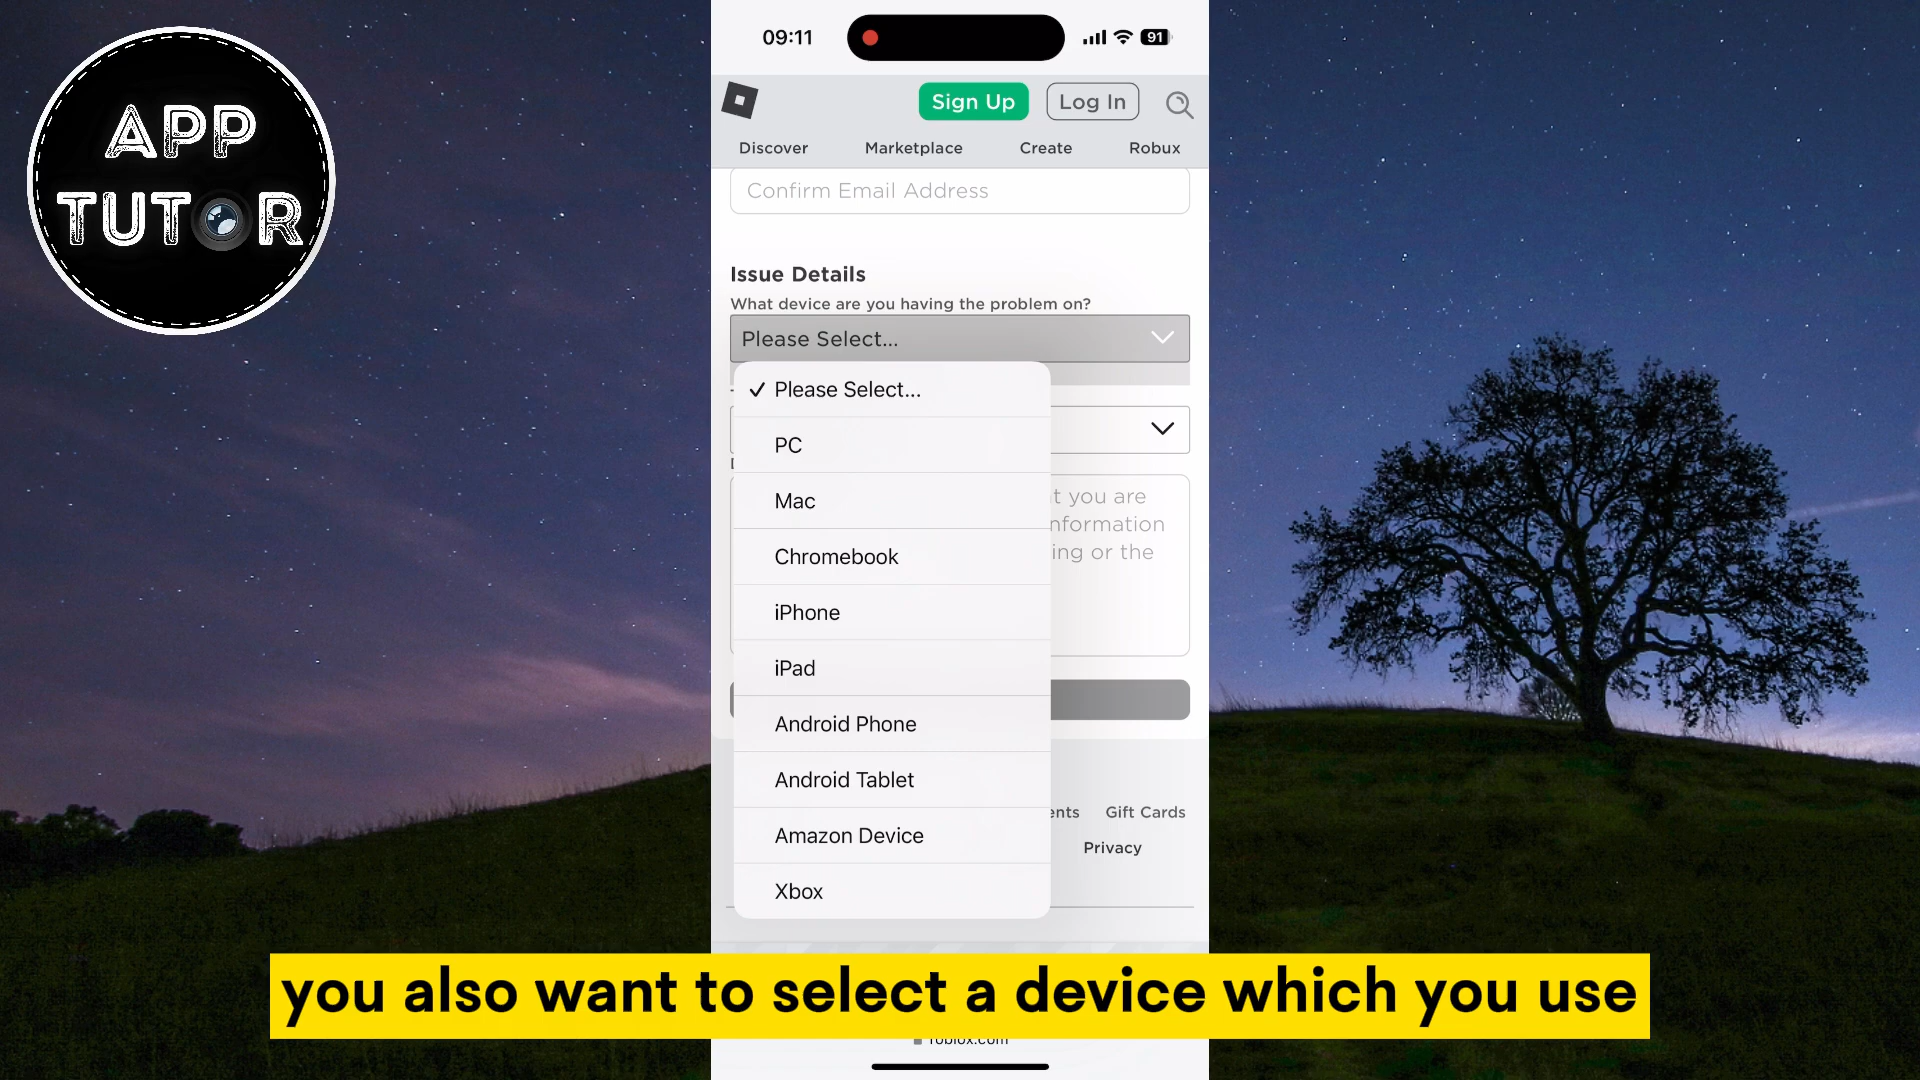 APP
TUTOR
09:11
91
Sign Up
Log In
Discover
Marketplace
Create
Robux
Confirm Email Address
Issue Details
What device are you having the problem on?
Please Select...
✓ Please Select...
PC
Mac
Chromebook
iPhone
iPad
Android Phone
Android Tablet
Amazon Device
Xbox
t you are
nformation
ing or the
ents
Gift Cards
Privacy
you also want to select a device which you use
roblox.com